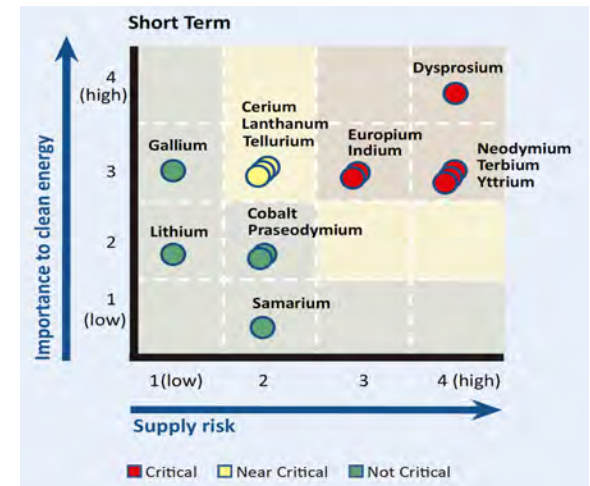 Short Term
Importance to clean energy
4
(high)
3
2
1
(low)
Dysprosium
Cerium
Lanthanum
Tellurium
Gallium
Europium
Indium
Neodymium
Terbium
Yttrium
Lithium
Cobalt
Praseodymium
Samarium
1(low) 2 3 4 (high)
Supply risk
Critical Near Critical Not Critical